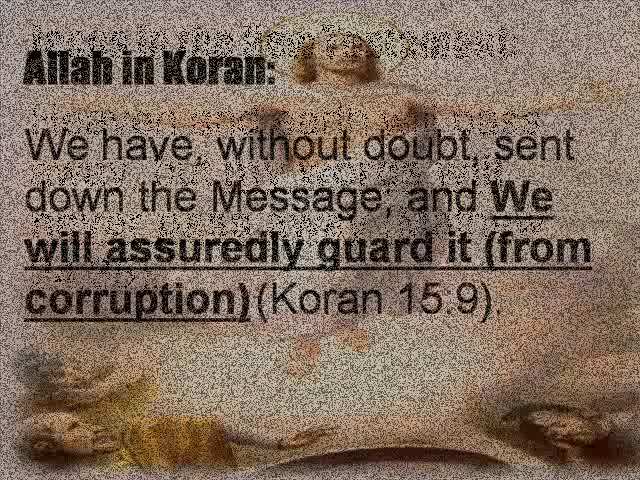 Allah in Koran:
We have, without doubt, sent
down the Message; and We
will assuredly guard it (from
corruption)(Koran 15:9).